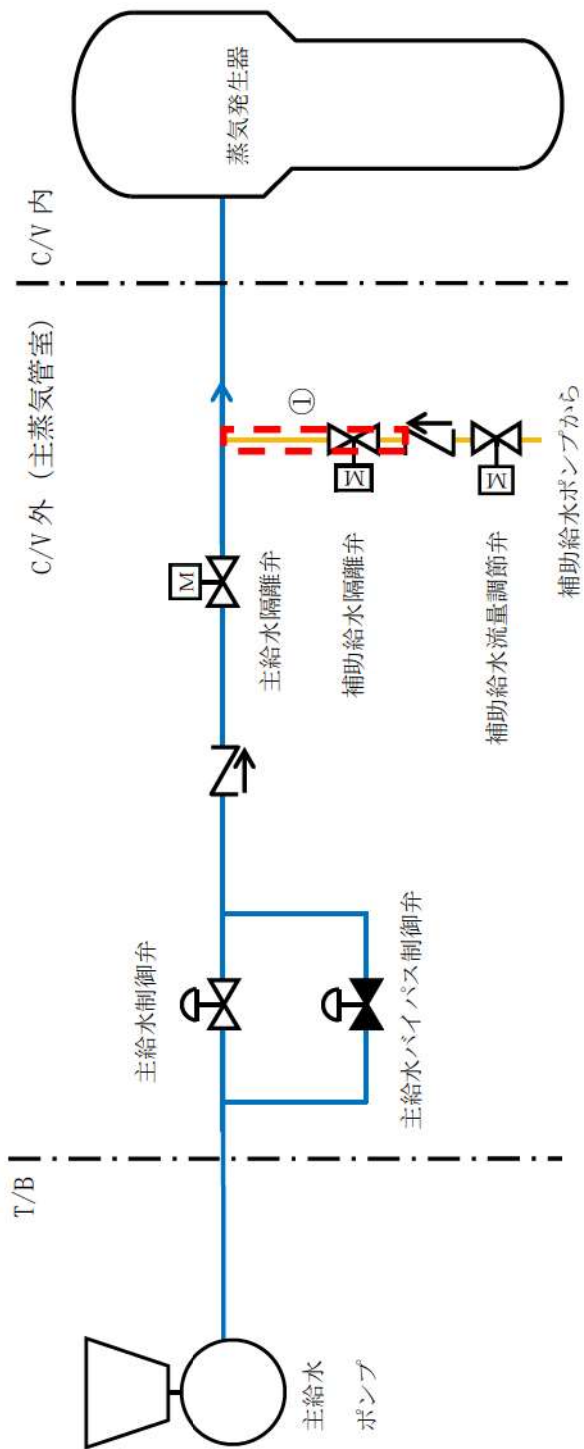 T/B
C/V 外 (主蒸気管室)
C/V 内
主給水
ポンプ
主給水制御弁
主給水バイパス制御弁
M
主給水隔離弁
①
M
補助給水隔離弁
M
補助給水流量調節弁
補助給水ポンプから
蒸気発生器